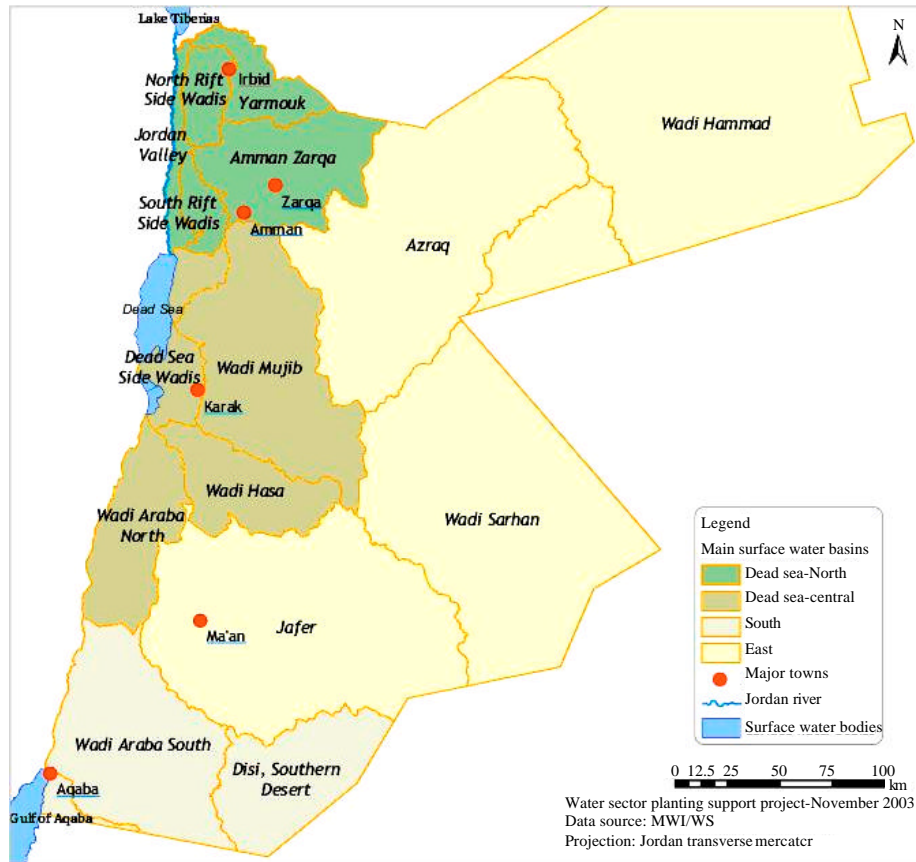 Lake Tiberias
N
North Rift
Side Wadis
Irbid
Yarmouk
Wadi Hammad
Jordan
Valley
Amman Zarqa
South Rift
Side Wadis
Zarqa
Amman
Azraq
Dead Sea
Dead Sea
Side Wadis
Wadi Mujib
Karak
Wadi Hasa
Wadi Araba
North
Wadi Sarhan
Ma'an
Jafer
Wadi Araba South
Disi, Southern
Desert
Aqaba
Gulf of Aqaba
Legend
Main surface water basins
Dead sea-North
Dead sea-central
South
East
Major towns
Jordan river
Surface water bodies
0 12.5 25 50 75 100
km
Water sector planting support project-November 2003
Data source: MWI/WS
Projection: Jordan transverse mercatcr